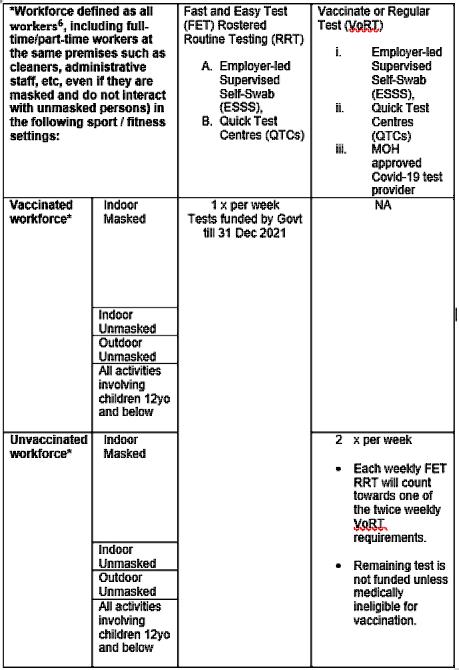 *Workforce defined as all
workers6, including full-
time/part-time workers at
the same premises such as
cleaners, administrative
staff, etc, even if they are
masked and do not interact
with unmasked persons) in
the following sport / fitness
settings:
Fast and Easy Test
(FET) Rostered
Routine Testing (RRT)
A. Employer-led
Supervised
Self-Swab
(ESSS),
B. Quick Test
Centres (QTCs)
Vaccinate or Regular
Test (VoRT)
i. Employer-led
Supervised
Self-Swab
(ESSS),
ii. Quick Test
Centres
(QTCs)
iii. MOH
approved
Covid-19 test
provider
Vaccinated
workforce*
Indoor
Masked
1 x per week
Tests funded by Govt
till 31 Dec 2021
NA
Indoor
Unmasked
Outdoor
Unmasked
All activities
involving
children 12yo
and below
Unvaccinated
workforce*
Indoor
Masked
2 x per week
• Each weekly FET
RRT will count
towards one of
the twice weekly
VoRT
requirements.
• Remaining test is
not funded unless
medically
ineligible for
vaccination.
Indoor
Unmasked
Outdoor
Unmasked
All activities
involving
children 12yo
and below